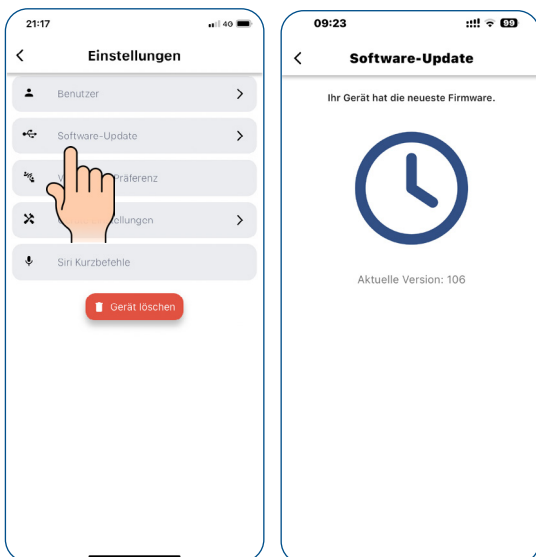 21:17
4G
Einstellungen
Benutzer
Software-Update
Präferenz
Siri Kurzbefehle
Gerät löschen
09:23
99
Software-Update
Ihr Gerät hat die neueste Firmware.
Aktuelle Version: 106